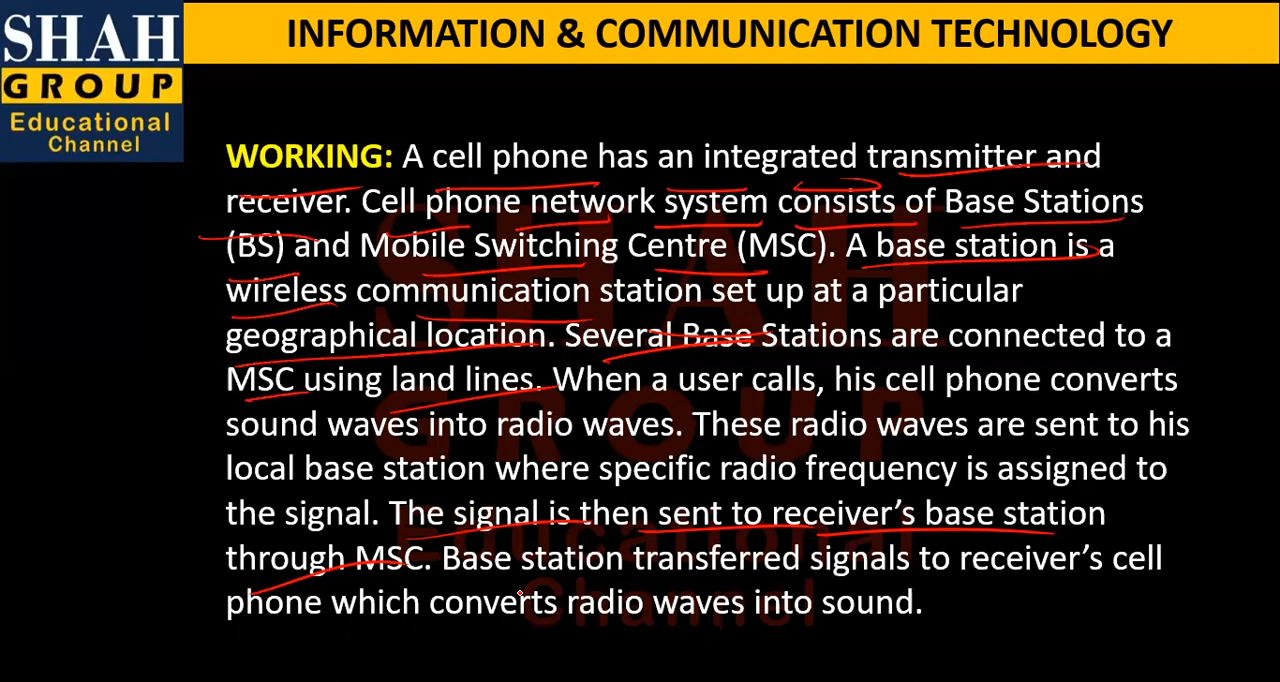 SHAH
GROUP
Educational
Channel
INFORMATION & COMMUNICATION TECHNOLOGY
WORKING: A cell phone has an integrated transmitter and
receiver. Cell phone network system consists of Base Stations
(BS) and Mobile Switching Centre (MSC). A base station is a
wireless communication station set up at a particular
geographical location. Several Base Stations are connected to a
MSC using land lines. When a user calls, his cell phone converts
sound waves into radio waves. These radio waves are sent to his
local base station where specific radio frequency is assigned to
the signal. The signal is then sent to receiver’s base station
through MSC. Base station transferred signals to receiver’s cell
phone which converts radio waves into sound.
SHAH
GROUP
Educational
Channel